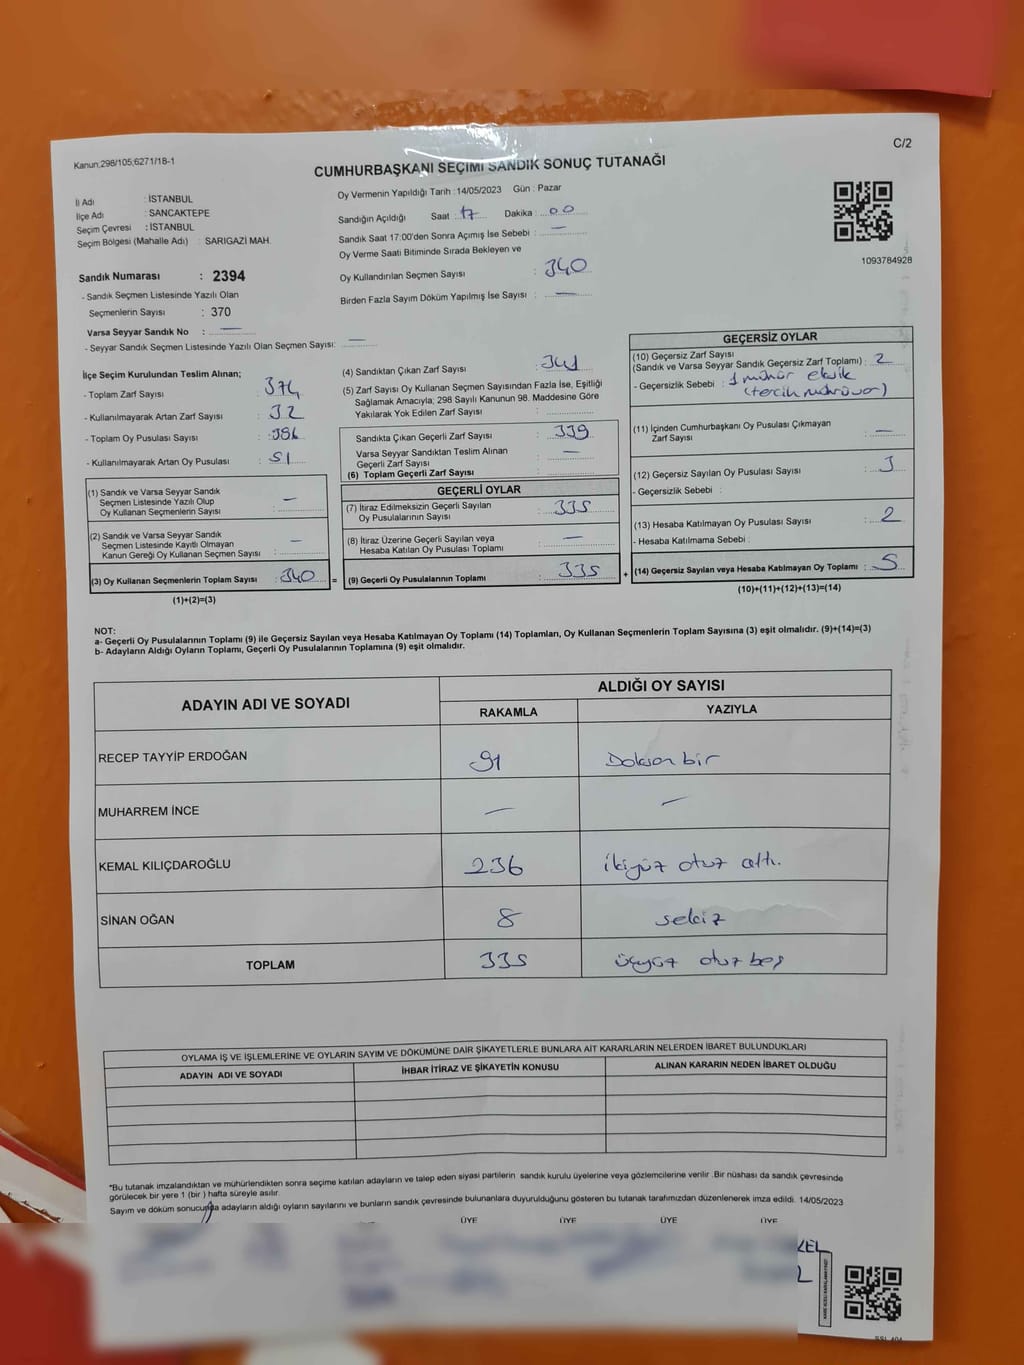 Kanun:298/105,6271/18-1
C/2
CUMHURBAŞKANI SEÇİMİ SANDIK SONUÇ TUTANAĞI
İl Adı : İSTANBUL
İlçe Adı : SANCAKTEPE
Seçim Çevresi : İSTANBUL
Seçim Bölgesi (Mahalle Adı) : SARIGAZİ MAH.
Sandık Numarası : 2394
- Sandık Seçmen Listesinde Yazılı Olan
Seçmenlerin Sayısı : 370
Varsa Seyyar Sandık No : —
- Seyyar Sandık Seçmen Listesinde Yazılı Olan Seçmen Sayısı: —
Oy Vermenin Yapıldığı Tarih :14/05/2023 Gün : Pazar
Sandığın Açıldığı Saat : 17 Dakika : 00
Sandık Saat 17:00'den Sonra Açımış İse Sebebi : —
Oy Verme Saati Bitiminde Sırada Bekleyen ve
Oy Kullandırılan Seçmen Sayısı : 340
Birden Fazla Sayım Döküm Yapılmış İse Sayısı : —
1093784928
İlçe Seçim Kurulundan Teslim Alınan;
- Toplam Zarf Sayısı : 374
- Kullanılmayarak Artan Zarf Sayısı : 32
- Toplam Oy Pusulası Sayısı :
- Kullanılmayarak Artan Oy Pusulası : 51
(1) Sandık ve Varsa Seyyar Sandık
Seçmen Listesinde Yazılı Olup
Oy Kullanan Seçmenlerin Sayısı : —
(2) Sandık ve Varsa Seyyar Sandık
Seçmen Listesinde Kayıtlı Olmayan
Kanun Gereği Oy Kullanan Seçmen Sayısı : —
(3) Oy Kullanan Seçmenlerin Toplam Sayısı : 340 =
(1)+(2)=(3)
(4) Sandıktan Çıkan Zarf Sayısı : 341
(5) Zarf Sayısı Oy Kullanan Seçmen Sayısından Fazla İse, Eşitliği
Sağlamak Amacıyla; 298 Sayılı Kanunun 98. Maddesine Göre
Yakılarak Yok Edilen Zarf Sayısı :
Sandıkta Çıkan Geçerli Zarf Sayısı : 339
Varsa Seyyar Sandıktan Teslim Alınan
Geçerli Zarf Sayısı : —
(6) Toplam Geçerli Zarf Sayısı :
GEÇERLİ OYLAR
(7) İtiraz Edilmeksizin Geçerli Sayılan
Oy Pusulalarının Sayısı : 335
(8) İtiraz Üzerine Geçerli Sayılan veya
Hesaba Katılan Oy Pusulası Toplamı : —
(9) Geçerli Oy Pusulalarının Toplamı : 335 +
GEÇERSİZ OYLAR
(10) Geçersiz Zarf Sayısı
(Sandık ve Varsa Seyyar Sandık Geçersiz Zarf Toplamı) : 2
- Geçersizlik Sebebi : 1 mühür eksik
(tercih mührü var)
(11) İçinden Cumhurbaşkanı Oy Pusulası Çıkmayan
Zarf Sayısı : —
(12) Geçersiz Sayılan Oy Pusulası Sayısı :
- Geçersizlik Sebebi :
(13) Hesaba Katılmayan Oy Pusulası Sayısı : 2
- Hesaba Katılmama Sebebi :
(14) Geçersiz Sayılan veya Hesaba Katılmayan Oy Toplamı : 5
(10)+(11)+(12)+(13)=(14)
NOT:
a- Geçerli Oy Pusulalarının Toplamı (9) ile Geçersiz Sayılan veya Hesaba Katılmayan Oy Toplamı (14) Toplamları, Oy Kullanan Seçmenlerin Toplam Sayısına (3) eşit olmalıdır. (9)+(14)=(3)
b- Adayların Aldığı Oyların Toplamı, Geçerli Oy Pusulalarının Toplamına (9) eşit olmalıdır.
ADAYIN ADI VE SOYADI
ALDIĞI OY SAYISI
RAKAMLA YAZIYLA
RECEP TAYYİP ERDOĞAN 91 Doksan bir
MUHARREM İNCE — —
KEMAL KILIÇDAROĞLU 236 ikiyüz otuz altı.
SİNAN OĞAN 8 sekiz
TOPLAM 335 üçyüz otuz beş
OYLAMA İŞ VE İŞLEMLERİNE VE OYLARIN SAYIM VE DÖKÜMÜNE DAİR ŞİKAYETLERLE BUNLARA AİT KARARLARIN NELERDEN İBARET BULUNDUKLARI
ADAYIN ADI VE SOYADI İHBAR İTİRAZ VE ŞİKAYETİN KONUSU ALINAN KARARIN NEDEN İBARET OLDUĞU
*Bu tutanak imzalandıktan ve mühürlendikten sonra seçime katılan adayların ve talep eden siyasi partilerin sandık kurulu üyelerine veya gözlemcilerine verilir .Bir nüshası da sandık çevresinde
görülecek bir yere 1 (bir ) hafta süreyle asılır.
Sayım ve döküm sonucunda adayların aldığı oyların sayılarını ve bunların sandık çevresinde bulunanlara duyurulduğunu gösteren bu tutanak tarafımızdan düzenlenerek imza edildi. 14/05/2023
ÜYE ÜYE ÜYE ÜYE